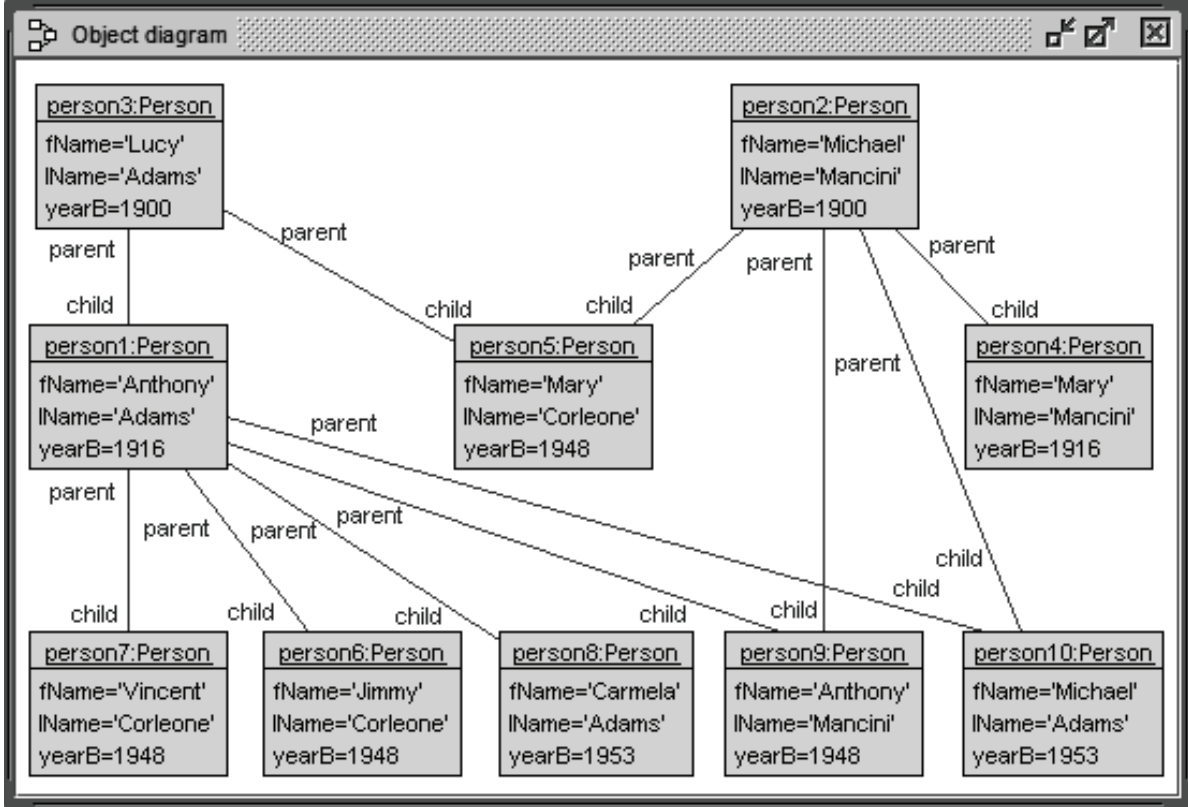 Object diagram
person3:Person
fName='Lucy'
lName='Adams'
yearB=1900
person2:Person
fName='Michael'
lName='Mancini'
yearB=1900
parent
parent
parent
parent
parent
child
child
child
child
person1:Person
fName='Anthony'
lName='Adams'
yearB=1916
person5:Person
fName='Mary'
lName='Corleone'
yearB=1948
person4:Person
fName='Mary'
lName='Mancini'
yearB=1916
parent
parent
parent
parent
parent
parent
child
child
child
child
child
child
child
person7:Person
fName='Vincent'
lName='Corleone'
yearB=1948
person6:Person
fName='Jimmy'
lName='Corleone'
yearB=1948
person8:Person
fName='Carmela'
lName='Adams'
yearB=1953
person9:Person
fName='Anthony'
lName='Mancini'
yearB=1948
person10:Person
fName='Michael'
lName='Adams'
yearB=1953